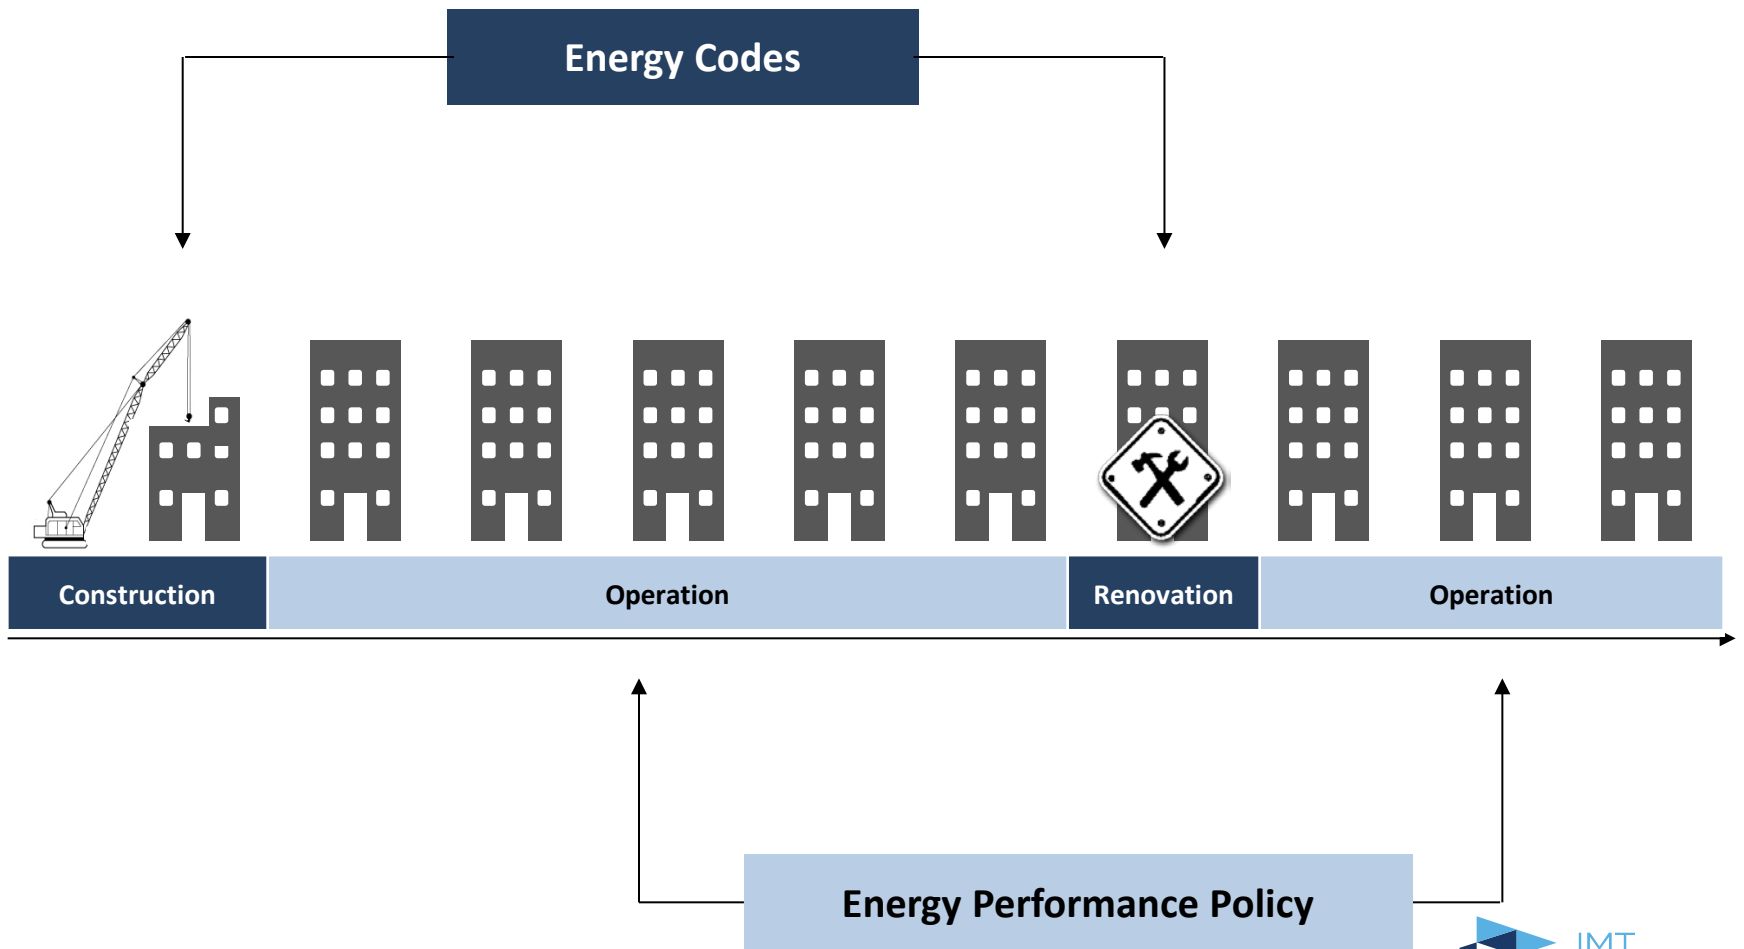 Energy Codes
Construction
Operation
Renovation
Operation
Energy Performance Policy
IMT